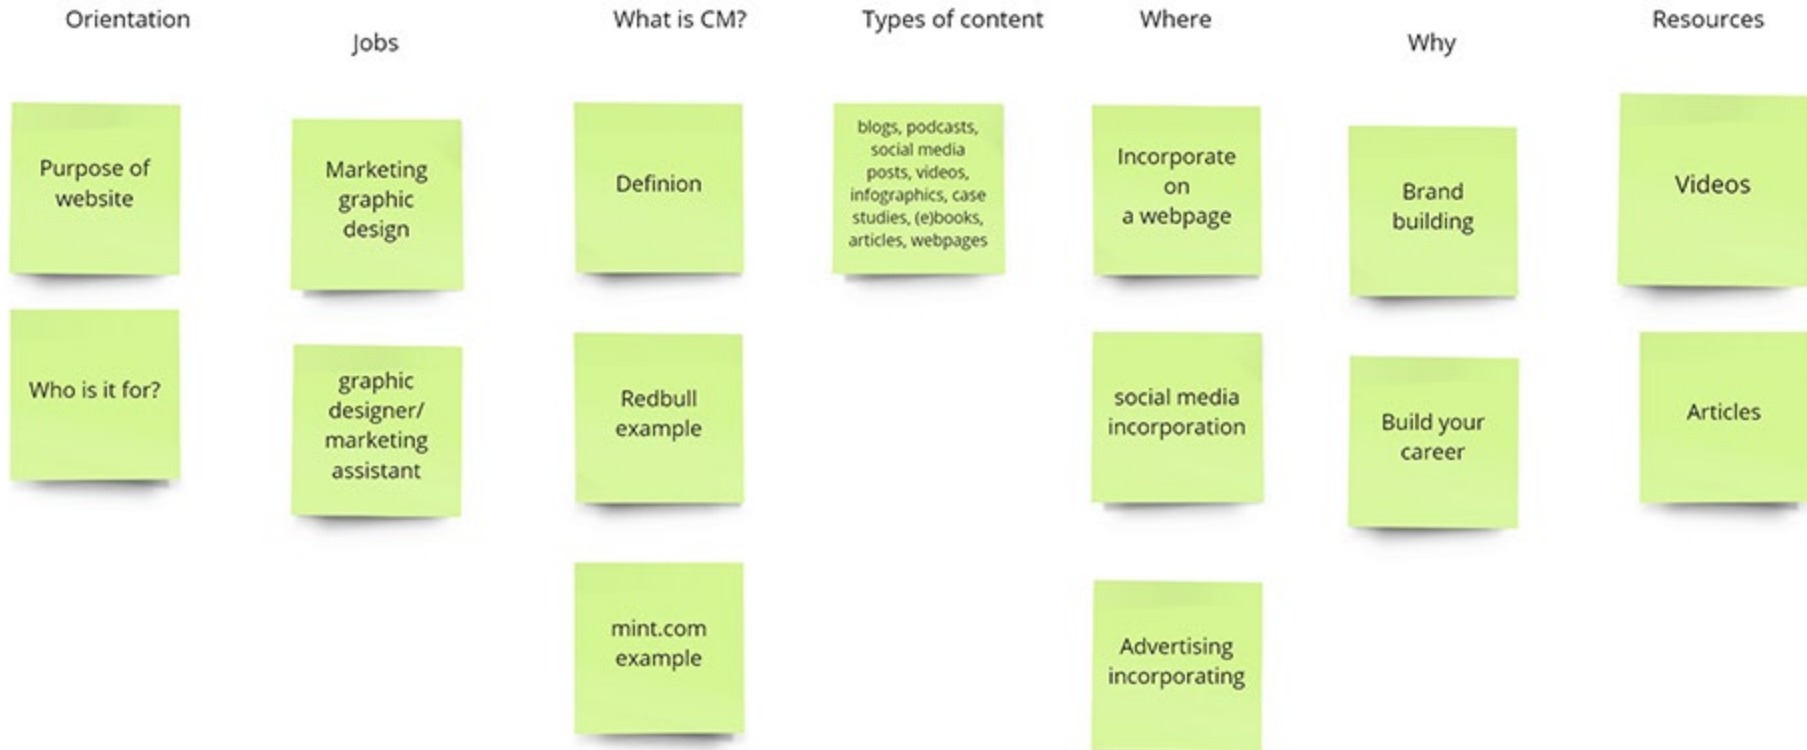 Orientation
Jobs
What is CM?
Types of content
Where
Why
Resources
Purpose of
website
Who is it for?
Marketing
graphic
design
graphic
designer/
marketing
assistant
Definion
Redbull
example
mint.com
example
blogs, podcasts,
social media
posts, videos,
infographics, case
studies, (e)books,
articles, webpages
Incorporate
on
a webpage
social media
incorporation
Advertising
incorporating
Brand
building
Build your
career
Videos
Articles